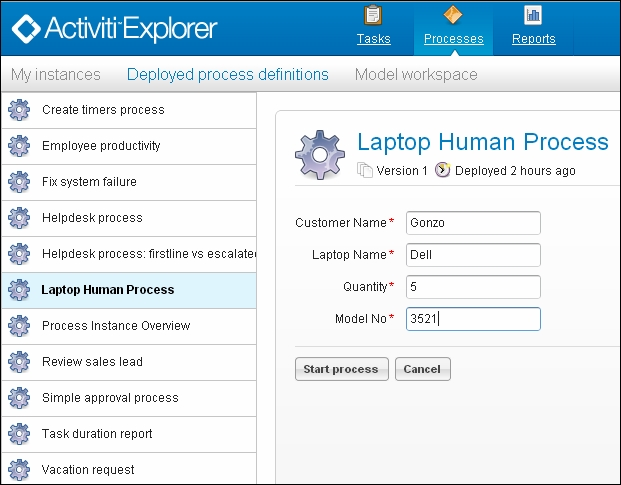 Activiti Explorer
Tasks Processes Reports
My instances Deployed process definitions Model workspace
Create timers process
Employee productivity
Fix system failure
Helpdesk process
Helpdesk process: firstline vs escalated
Laptop Human Process
Process Instance Overview
Review sales lead
Simple approval process
Task duration report
Vacation request
Laptop Human Process
Version 1 Deployed 2 hours ago
Customer Name* Gonzo
Laptop Name* Dell
Quantity* 5
Model No* 3521
Start process Cancel